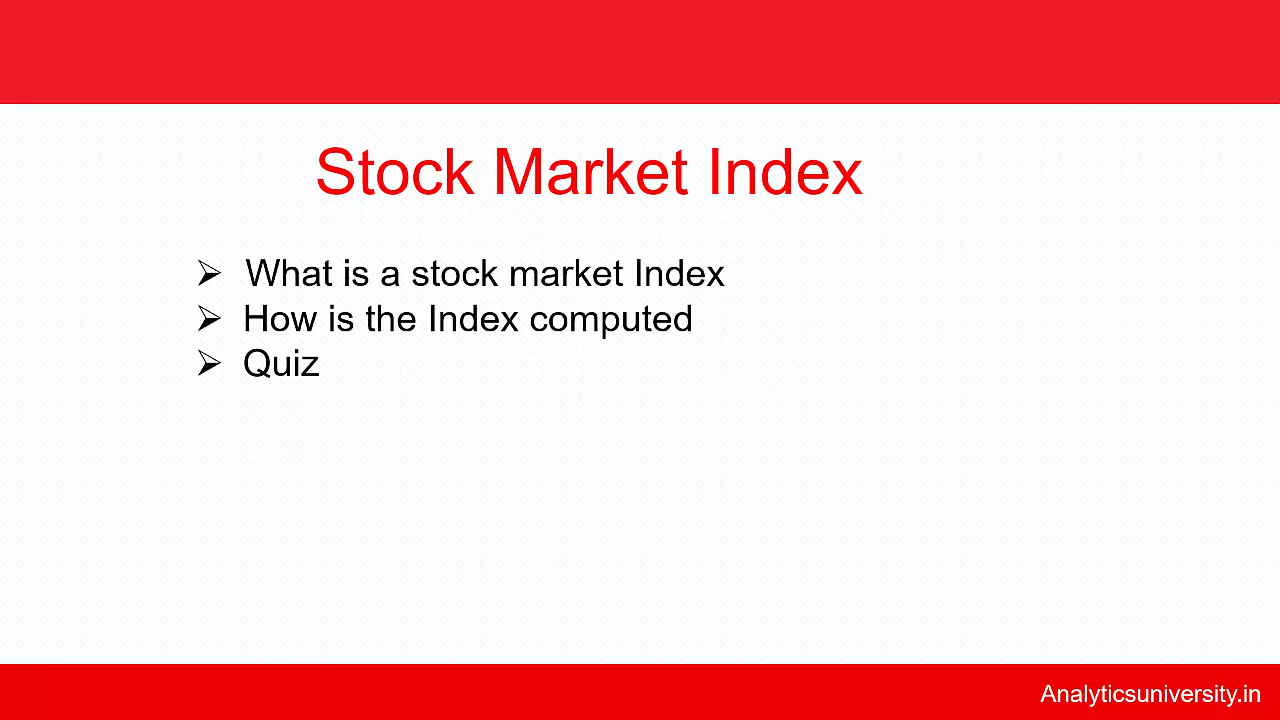 Stock Market Index
➢ What is a stock market Index
➢ How is the Index computed
➢ Quiz
Analyticsuniversity.in